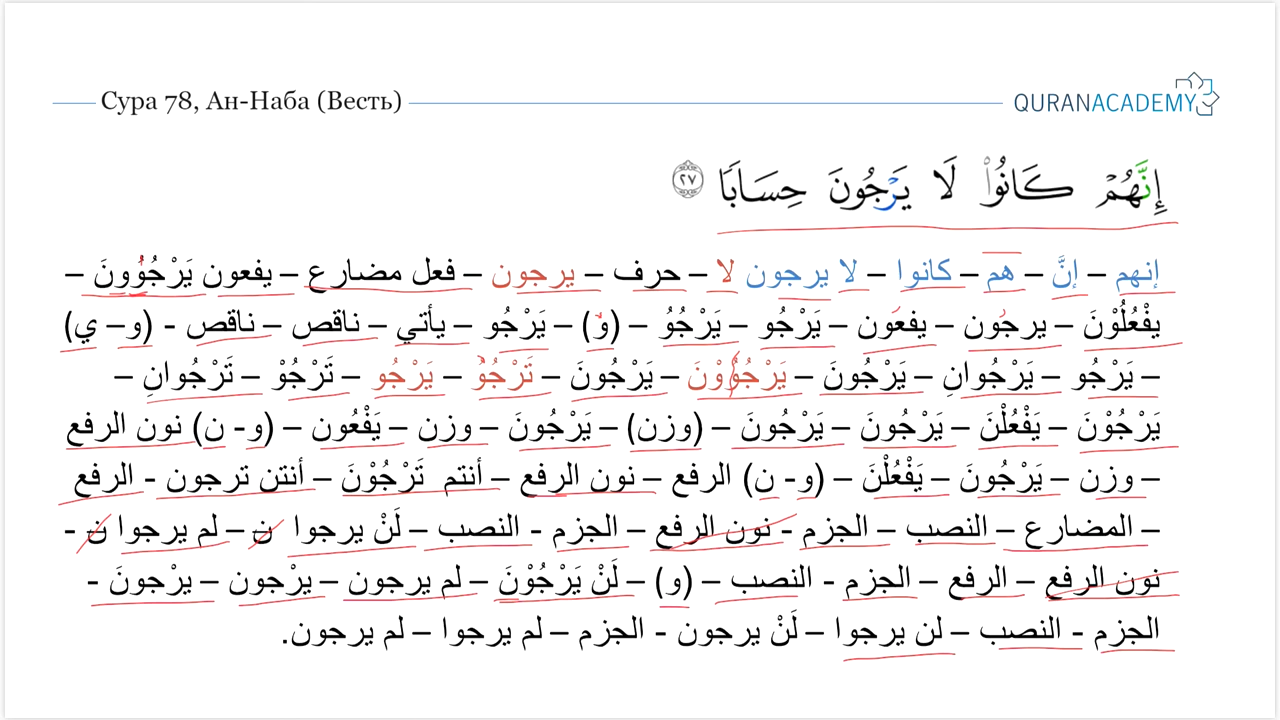 Сура 78, Ан-Наба (Весть)
QURANACADEMY
إِنَّهُمْ كَانُوا۟ لَا يَرْجُونَ حِسَابًا ٢٧
إنهم – إنَّ – هم – كانوا – لا يرجون – لا – حرف – يرجون – فعل مضارع – يفعون يَرْجُوُونَ –
يفْعُلُوْنَ – يرجُون – يفعُون – يَرْجُو – يَرْجُوُ – (و) – يَرْجُو – يأتي – ناقص – ناقص - (و– ي)
– يَرْجُو – يَرْجُوانِ – يَرْجُونَ – يَرْجُوُوْنَ – يَرْجُونَ – تَرْجُوُ – يَرْجُو – تَرْجُوْ – تَرْجُوانِ –
يَرْجُوْنَ – يَفْعُلْنَ – يَرْجُونَ – يَرْجُونَ – (وزن) – يَرْجُونَ – وزن – يَفْعُون – (و- ن) نون الرفع
– وزن – يَرْجُونَ – يَفْعُلْنَ – (و- ن) الرفع – نون الرفع – أنتم تَرْجُوْنَ – أنتن ترجون - الرفع
– المضارع – النصب – الجزم - نون الرفع – الجزم - النصب – لَنْ يرجوا ن – لم يرجوا ن -
نون الرفع – الرفع – الجزم - النصب – (و) – لَنْ يَرْجُوْنَ – لم يرجون – يرْجون – يرْجونَ -
الجزم - النصب – لن يرجوا – لَنْ يرجون - الجزم – لم يرجوا – لم يرجون.